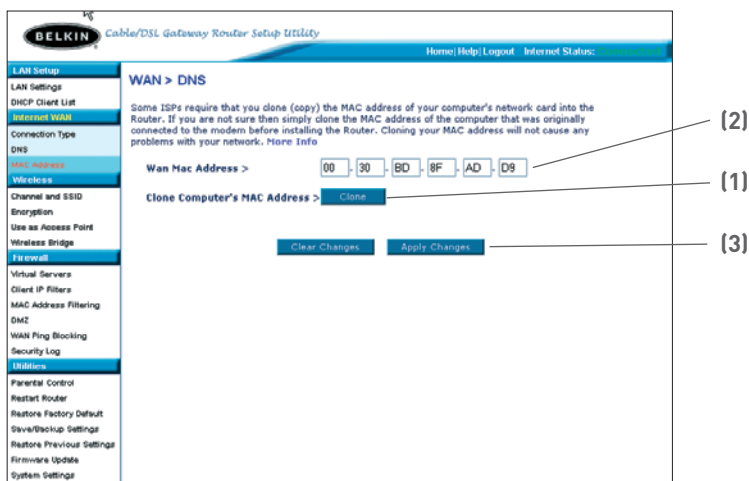 BELKIN
Cable/DSL Gateway Router Setup Utility
Home|Help|Logout Internet Status:
LAN Setup
LAN Settings
DHCP Client List
Internet WAN
Connection Type
DNS
MAC Address
Wireless
Channel and SSID
Encryption
Use as Access Point
Wireless Bridge
Firewall
Virtual Servers
Client IP Filters
MAC Address Filtering
DMZ
WAN Ping Blocking
Security Log
Utilities
Parental Control
Restart Router
Restore Factory Default
Save/Backup Settings
Restore Previous Settings
Firmware Update
System Settings
WAN > DNS
Some ISPs require that you clone (copy) the MAC address of your computer's network card into the
Router. If you are not sure then simply clone the MAC address of the computer that was originally
connected to the modem before installing the Router. Cloning your MAC address will not cause any
problems with your network. More Info
Wan Mac Address > 00 . 30 . BD . 8F . AD . D9
(2)
Clone Computer's MAC Address > Clone
(1)
Clear Changes Apply Changes
(3)